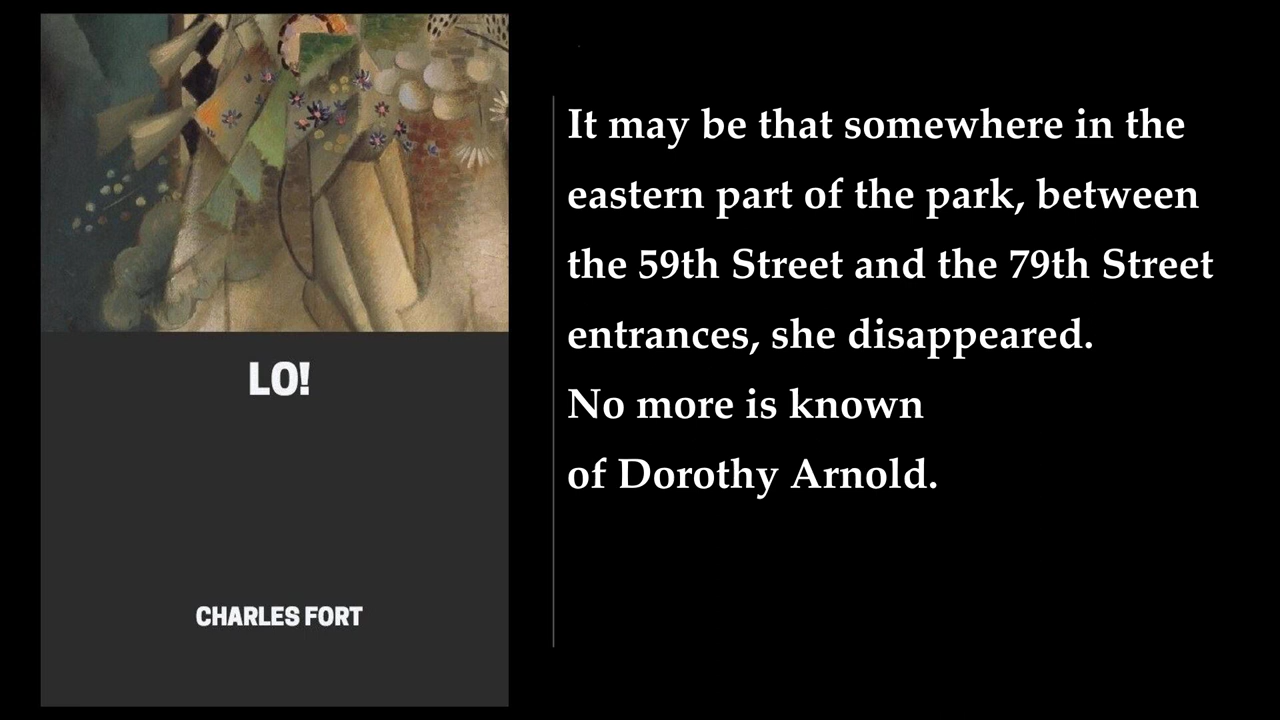 LO!
CHARLES FORT
It may be that somewhere in the
eastern part of the park, between
the 59th Street and the 79th Street
entrances, she disappeared.
No more is known
of Dorothy Arnold.